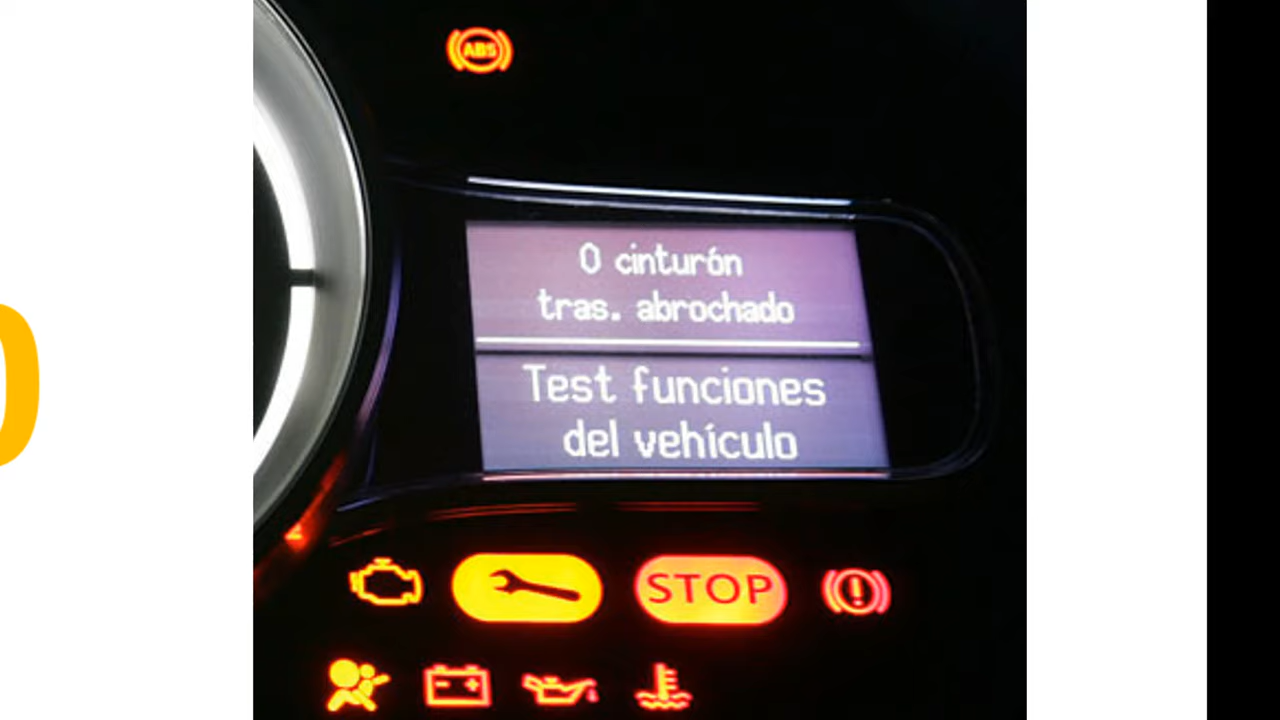 ABS
0 cinturón
tras. abrochado
Test funciones
del vehículo
STOP